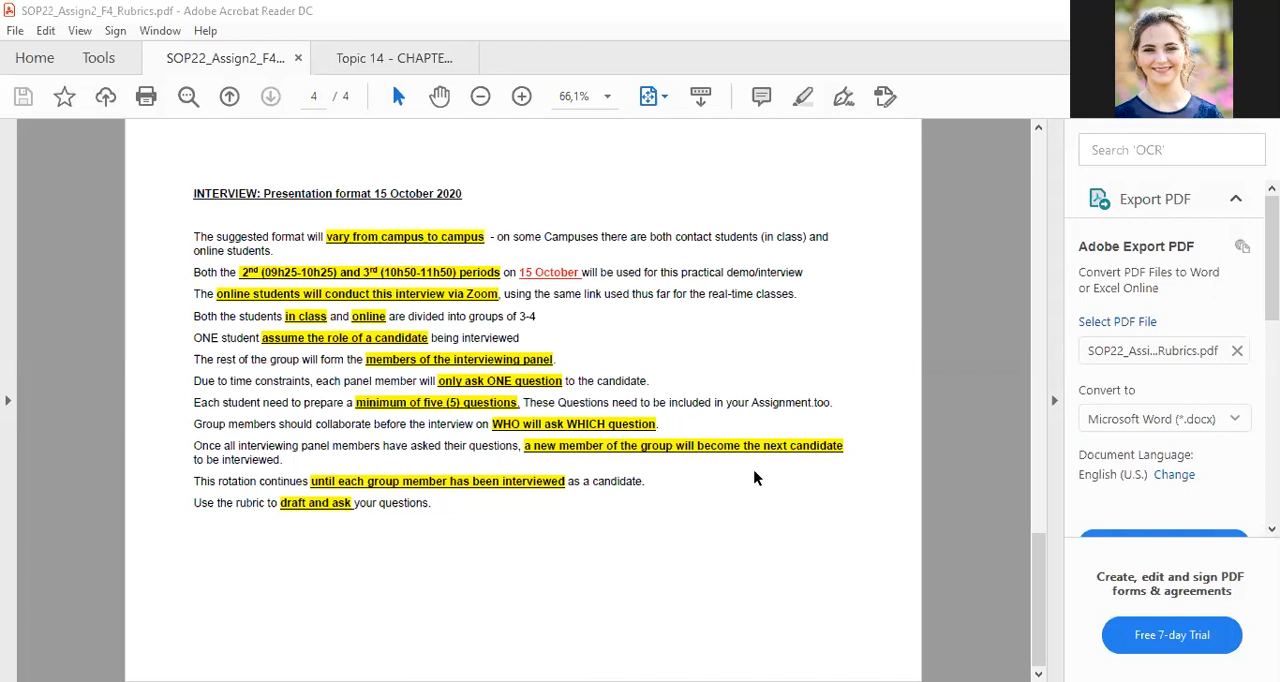 SOP22_Assign2_F4_Rubrics.pdf - Adobe Acrobat Reader DC
File Edit View Sign Window Help
Home Tools SOP22_Assign2_F4... × Topic 14 - CHAPTE...
4 / 4 66,1%
INTERVIEW: Presentation format 15 October 2020
The suggested format will vary from campus to campus - on some Campuses there are both contact students (in class) and
online students.
Both the 2nd (09h25-10h25) and 3rd (10h50-11h50) periods on 15 October will be used for this practical demo/interview
The online students will conduct this interview via Zoom, using the same link used thus far for the real-time classes.
Both the students in class and online are divided into groups of 3-4
ONE student assume the role of a candidate being interviewed
The rest of the group will form the members of the interviewing panel.
Due to time constraints, each panel member will only ask ONE question to the candidate.
Each student need to prepare a minimum of five (5) questions. These Questions need to be included in your Assignment too.
Group members should collaborate before the interview on WHO will ask WHICH question.
Once all interviewing panel members have asked their questions, a new member of the group will become the next candidate
to be interviewed.
This rotation continues until each group member has been interviewed as a candidate.
Use the rubric to draft and ask your questions.
Search 'OCR'
Export PDF
Adobe Export PDF
Convert PDF Files to Word
or Excel Online
Select PDF File
SOP22_Assi...Rubrics.pdf ×
Convert to
Microsoft Word (*.docx)
Document Language:
English (U.S.) Change
Create, edit and sign PDF
forms & agreements
Free 7-day Trial